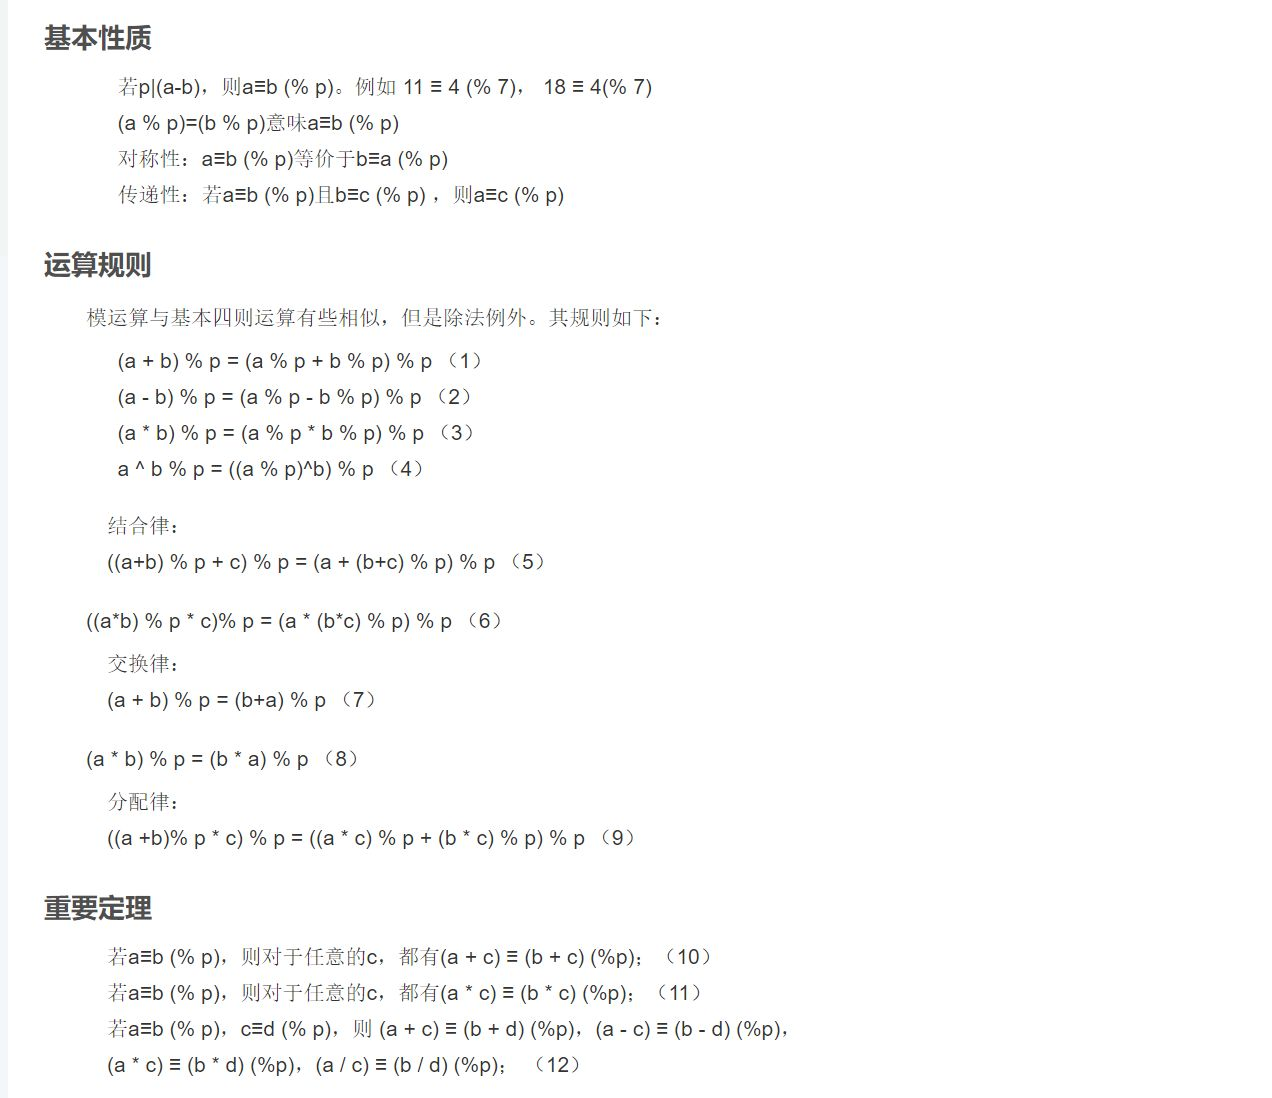 基本性质
若p|(a-b)，则a≡b (% p)。例如 11 ≡ 4 (% 7)， 18 ≡ 4(% 7)
(a % p)=(b % p)意味a≡b (% p)
对称性：a≡b (% p)等价于b≡a (% p)
传递性：若a≡b (% p)且b≡c (% p) ，则a≡c (% p)
运算规则
模运算与基本四则运算有些相似，但是除法例外。其规则如下：
(a + b) % p = (a % p + b % p) % p （1）
(a - b) % p = (a % p - b % p) % p （2）
(a * b) % p = (a % p * b % p) % p （3）
a ^ b % p = ((a % p)^b) % p （4）
结合律：
((a+b) % p + c) % p = (a + (b+c) % p) % p （5）
((a*b) % p * c)% p = (a * (b*c) % p) % p （6）
交换律：
(a + b) % p = (b+a) % p （7）
(a * b) % p = (b * a) % p （8）
分配律：
((a +b)% p * c) % p = ((a * c) % p + (b * c) % p) % p （9）
重要定理
若a≡b (% p)，则对于任意的c，都有(a + c) ≡ (b + c) (%p)；（10）
若a≡b (% p)，则对于任意的c，都有(a * c) ≡ (b * c) (%p)；（11）
若a≡b (% p)，c≡d (% p)，则 (a + c) ≡ (b + d) (%p)，(a - c) ≡ (b - d) (%p)，
(a * c) ≡ (b * d) (%p)，(a / c) ≡ (b / d) (%p)； （12）